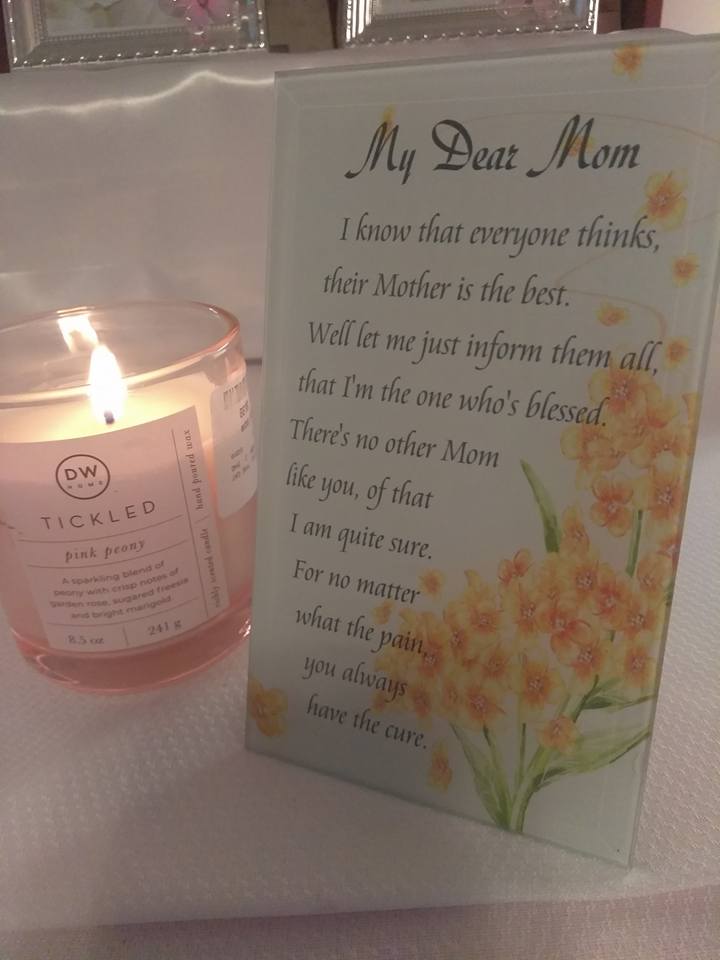 My Dear Mom
I know that everyone thinks,
their Mother is the best.
Well let me just inform them all,
that I'm the one who's blessed.
There's no other Mom
like you, of that
I am quite sure.
For no matter
what the pain,
you always
have the cure.
DW
HOME
TICKLED
pink peony
A sparkling blend of
peony with crisp notes of
garden rose, sugared freesia
and bright marigold.
8.5 oz
241 g
richly scented candle
hand poured wax